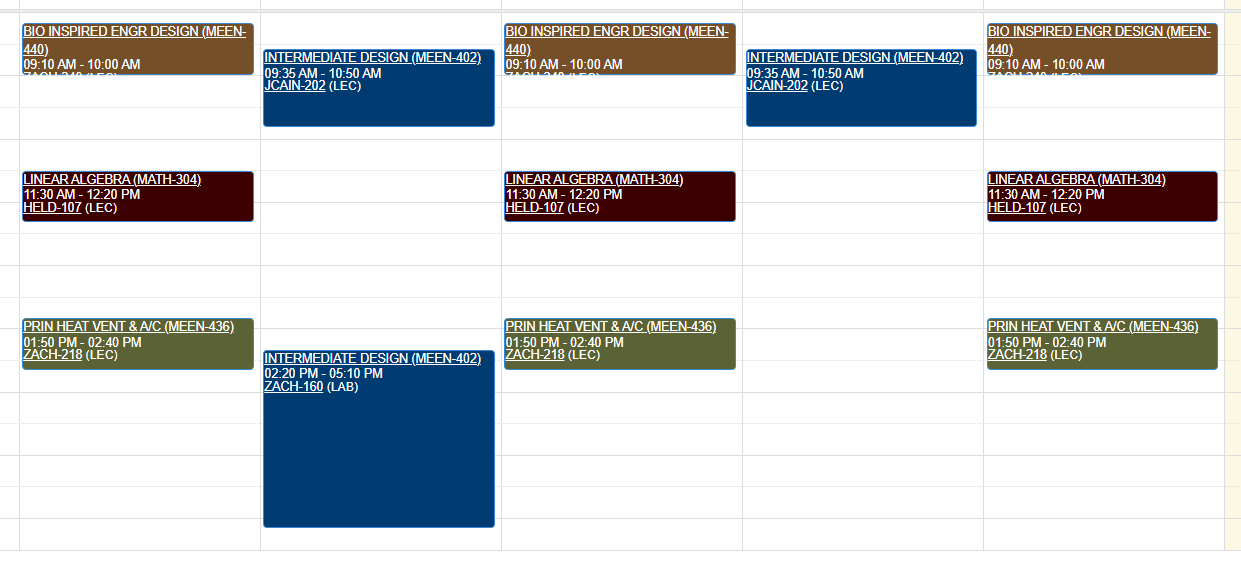 BIO INSPIRED ENGR DESIGN (MEEN-
440)
09:10 AM - 10:00 AM
INTERMEDIATE DESIGN (MEEN-402)
09:35 AM - 10:50 AM
JCAIN-202 (LEC)
BIO INSPIRED ENGR DESIGN (MEEN-
440)
09:10 AM - 10:00 AM
INTERMEDIATE DESIGN (MEEN-402)
09:35 AM - 10:50 AM
JCAIN-202 (LEC)
BIO INSPIRED ENGR DESIGN (MEEN-
440)
09:10 AM - 10:00 AM
LINEAR ALGEBRA (MATH-304)
11:30 AM - 12:20 PM
HELD-107 (LEC)
LINEAR ALGEBRA (MATH-304)
11:30 AM - 12:20 PM
HELD-107 (LEC)
LINEAR ALGEBRA (MATH-304)
11:30 AM - 12:20 PM
HELD-107 (LEC)
PRIN HEAT VENT & A/C (MEEN-436)
01:50 PM - 02:40 PM
ZACH-218 (LEC)
INTERMEDIATE DESIGN (MEEN-402)
02:20 PM - 05:10 PM
ZACH-160 (LAB)
PRIN HEAT VENT & A/C (MEEN-436)
01:50 PM - 02:40 PM
ZACH-218 (LEC)
PRIN HEAT VENT & A/C (MEEN-436)
01:50 PM - 02:40 PM
ZACH-218 (LEC)